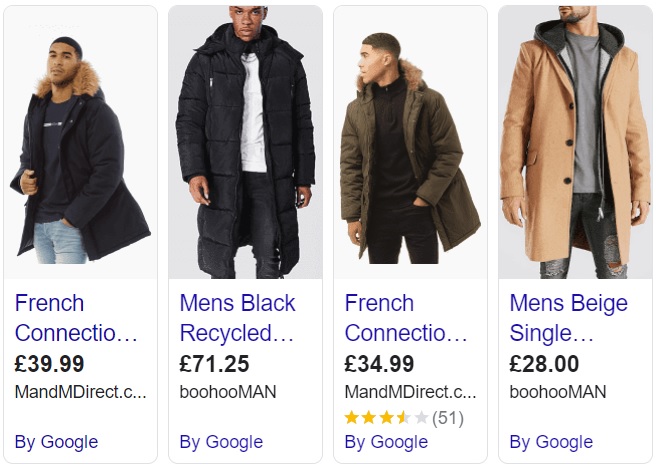 French
Connectio...
£39.99
MandMDirect.c...
By Google
Mens Black
Recycled...
£71.25
boohooMAN
By Google
French
Connectio...
£34.99
MandMDirect.c...
(51)
By Google
Mens Beige
Single...
£28.00
boohooMAN
By Google